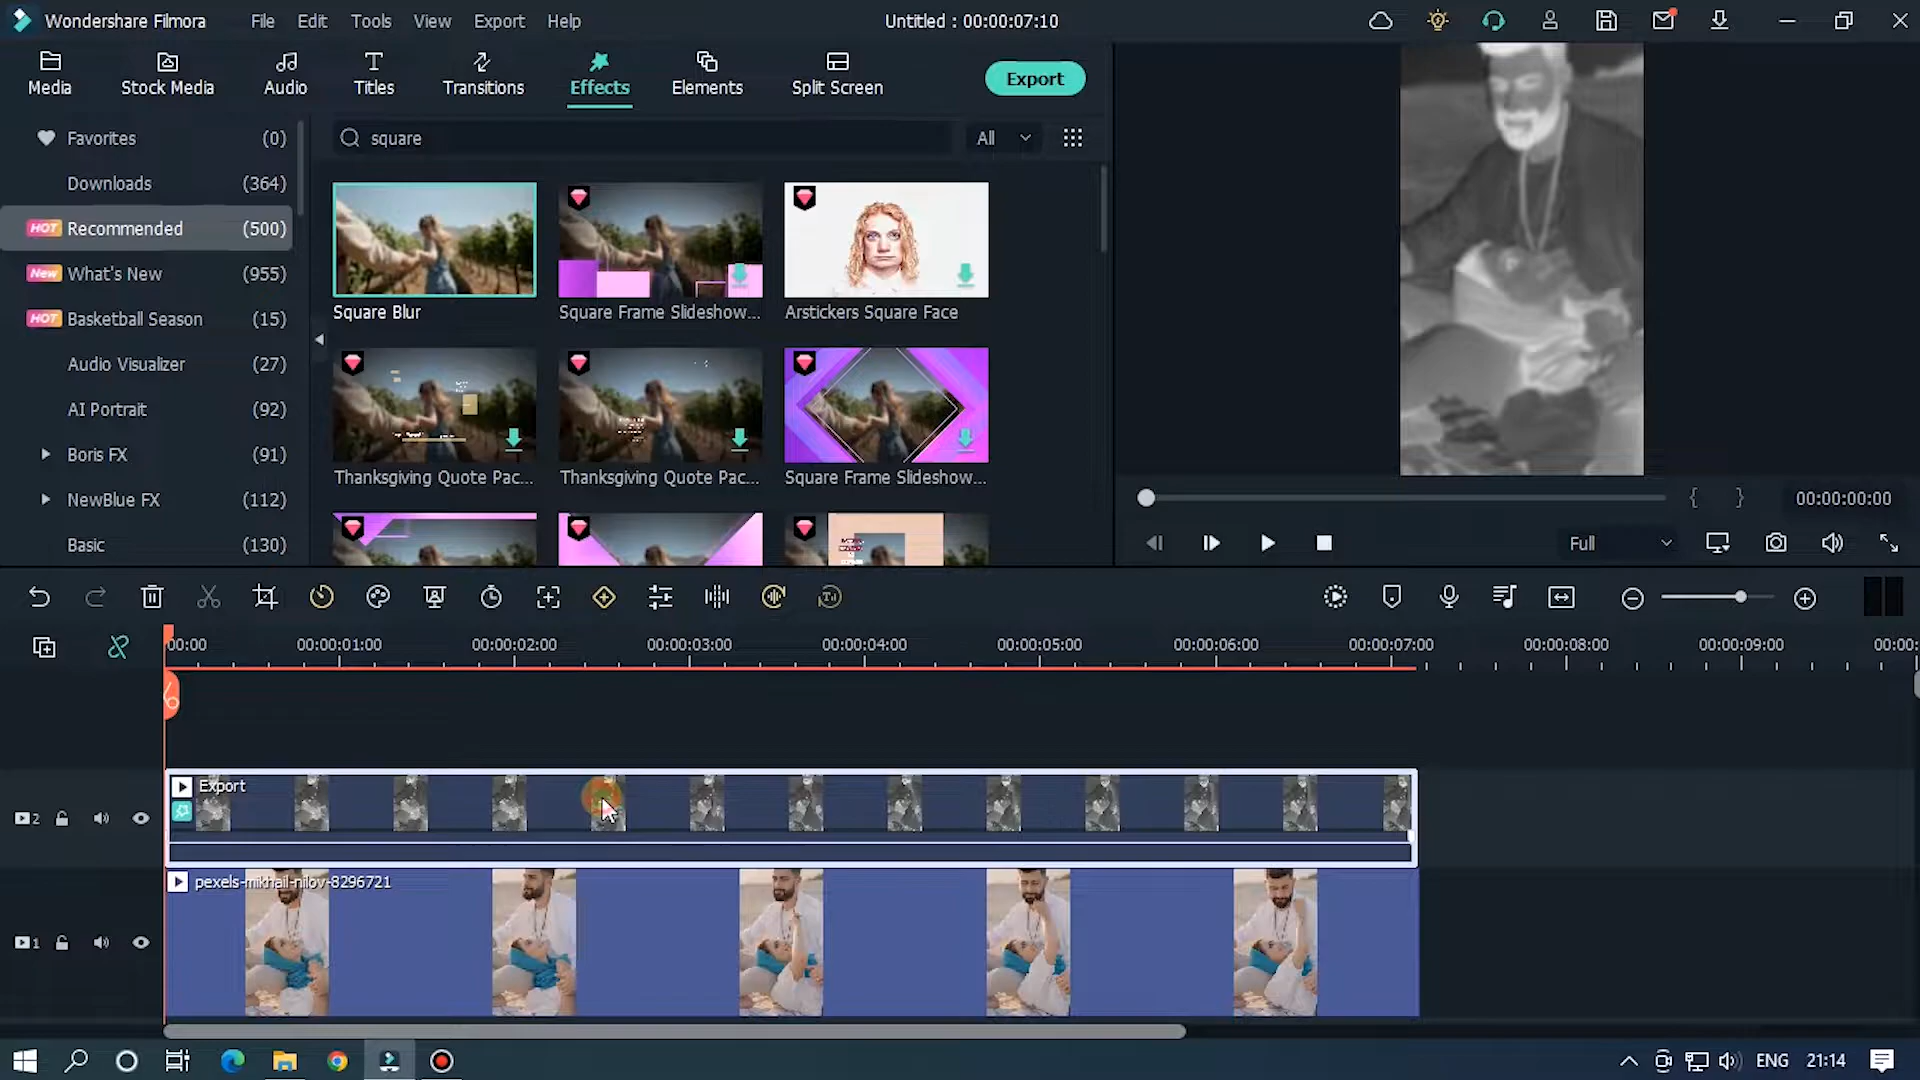 Wondershare Filmora
File
Edit
Tools
View
Export
Help
Untitled : 00:00:07:10
Media
Stock Media
Audio
Titles
Transitions
Effects
Elements
Split Screen
Export
Favorites (0)
Downloads (364)
HOT Recommended (500)
New What's New (955)
HOT Basketball Season (15)
Audio Visualizer (27)
AI Portrait (92)
Boris FX (91)
NewBlue FX (112)
Basic (130)
square
All
Square Blur
Square Frame Slideshow...
Arstickers Square Face
Thanksgiving Quote Pac...
Thanksgiving Quote Pac...
Square Frame Slideshow...
{ }
00:00:00:00
Full
00:00
00:00:01:00
00:00:02:00
00:00:03:00
00:00:04:00
00:00:05:00
00:00:06:00
00:00:07:00
00:00:08:00
00:00:09:00
00:00:
2
Export
1
pexels-mikhail-nilov-8296721
ENG
21:14